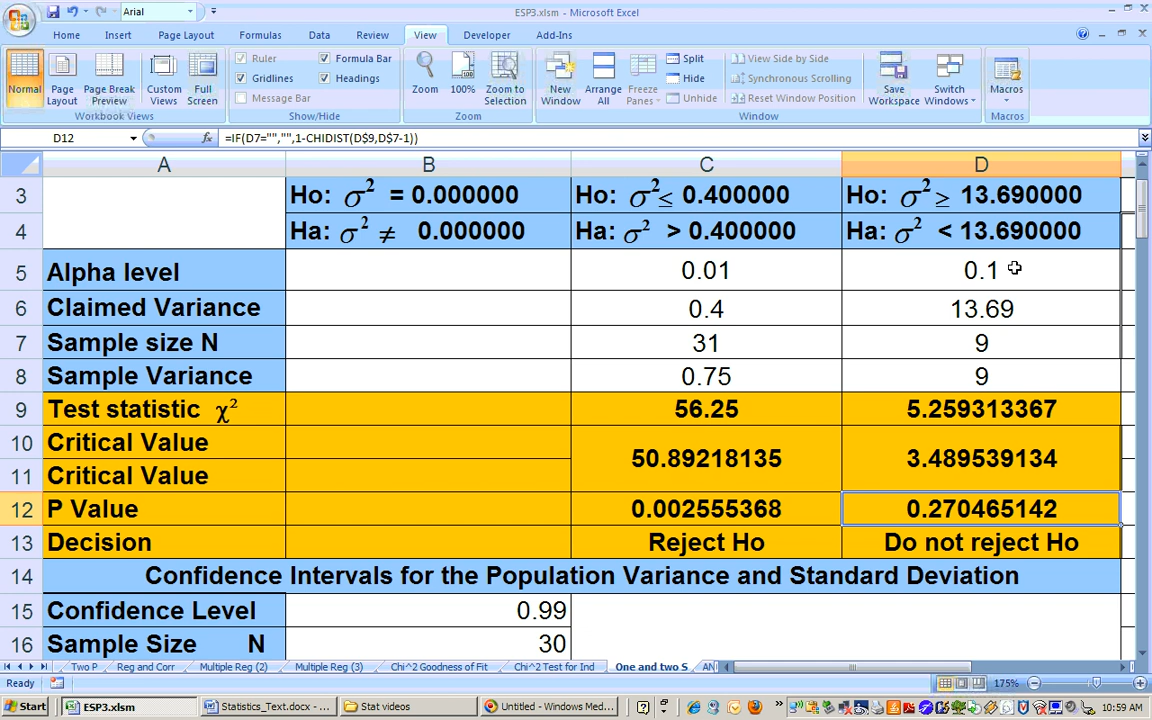 Arial
ESP3.xlsm - Microsoft Excel
Home Insert Page Layout Formulas Data Review View Developer Add-Ins
Normal Page Layout Page Break Preview Custom Views Full Screen
Workbook Views
Ruler Formula Bar
Gridlines Headings
Message Bar
Show/Hide
Zoom 100% Zoom to Selection
Zoom
New Window Arrange All Freeze Panes
Split View Side by Side
Hide Synchronous Scrolling
Unhide Reset Window Position
Save Workspace Switch Windows
Window
Macros
Macros
D12 fx =IF(D7="","",1-CHIDIST(D$9,D$7-1))
A B C D
3 Ho: σ² = 0.000000 Ho: σ²≤ 0.400000 Ho: σ² ≥ 13.690000
4 Ha: σ² ≠ 0.000000 Ha: σ² > 0.400000 Ha: σ² < 13.690000
5 Alpha level 0.01 0.1
6 Claimed Variance 0.4 13.69
7 Sample size N 31 9
8 Sample Variance 0.75 9
9 Test statistic χ² 56.25 5.259313367
10 Critical Value 50.89218135 3.489539134
11 Critical Value
12 P Value 0.002555368 0.270465142
13 Decision Reject Ho Do not reject Ho
14 Confidence Intervals for the Population Variance and Standard Deviation
15 Confidence Level 0.99
16 Sample Size N 30
Two P Reg and Corr Multiple Reg (2) Multiple Reg (3) Chi^2 Goodness of Fit Chi^2 Test for Ind One and two S AN
Ready 175%
Start ESP3.xlsm Statistics_Text.docx - ... Stat videos Untitled - Windows Med... 10:59 AM